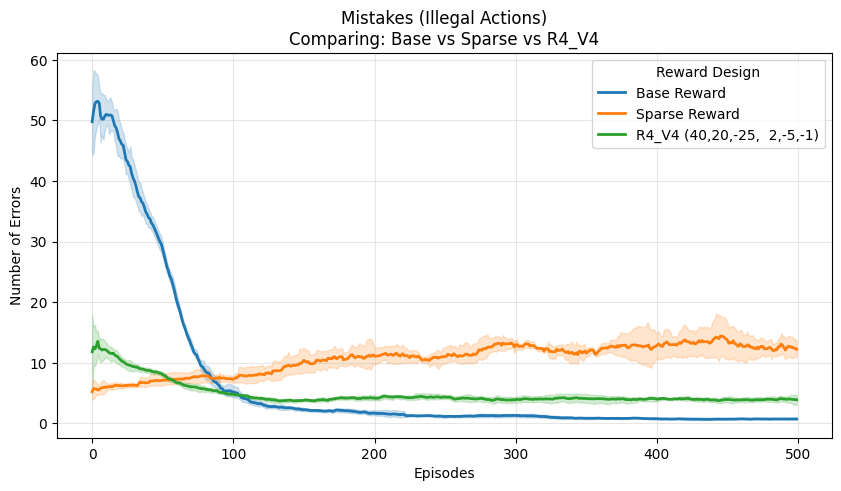 Mistakes (Illegal Actions)
Comparing: Base vs Sparse vs R4_V4
Reward Design
Base Reward
Sparse Reward
R4_V4 (40,20,-25,  2,-5,-1)
Number of Errors
60
50
40
30
20
10
0
0 100 200 300 400 500
Episodes